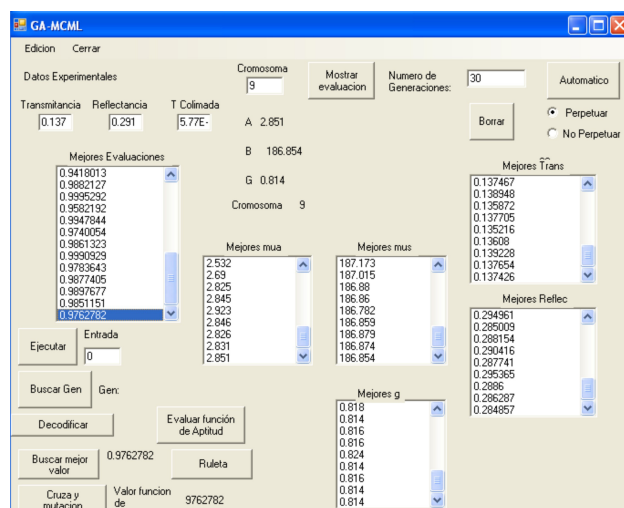 GA-MCML
Edicion Cerrar
Datos Experimentales
Cromosoma
9
Mostrar
evaluacion
Numero de
Generaciones:
30
Automatico
Transmitancia Reflectancia T Colimada
0.137 0.291 5.77E-
A 2.851
B 186.854
G 0.814
Cromosoma 9
Borrar
Perpetuar
No Perpetuar
Mejores Evaluaciones
0.9418013
0.9882127
0.9995292
0.9582192
0.9947844
0.9740054
0.9861323
0.9990929
0.9783643
0.9877405
0.9897677
0.9851151
0.9762782
Mejores mua
2.532
2.69
2.825
2.845
2.923
2.846
2.826
2.831
2.851
Mejores mus
187.173
187.015
186.88
186.86
186.782
186.859
186.879
186.874
186.854
Mejores Trans
0.137467
0.138948
0.135872
0.137705
0.135216
0.13608
0.139228
0.137654
0.137426
Mejores Reflec
0.294961
0.285009
0.288154
0.290416
0.287741
0.295365
0.2886
0.286287
0.284857
Ejecutar
Entrada
0
Buscar Gen Gen:
Decodificar
Evaluar función
de Aptitud
Buscar mejor
valor
0.9762782
Ruleta
Cruza y
mutacion
Valor funcion
de
9762782
Mejores g
0.818
0.814
0.816
0.816
0.824
0.814
0.816
0.814
0.814